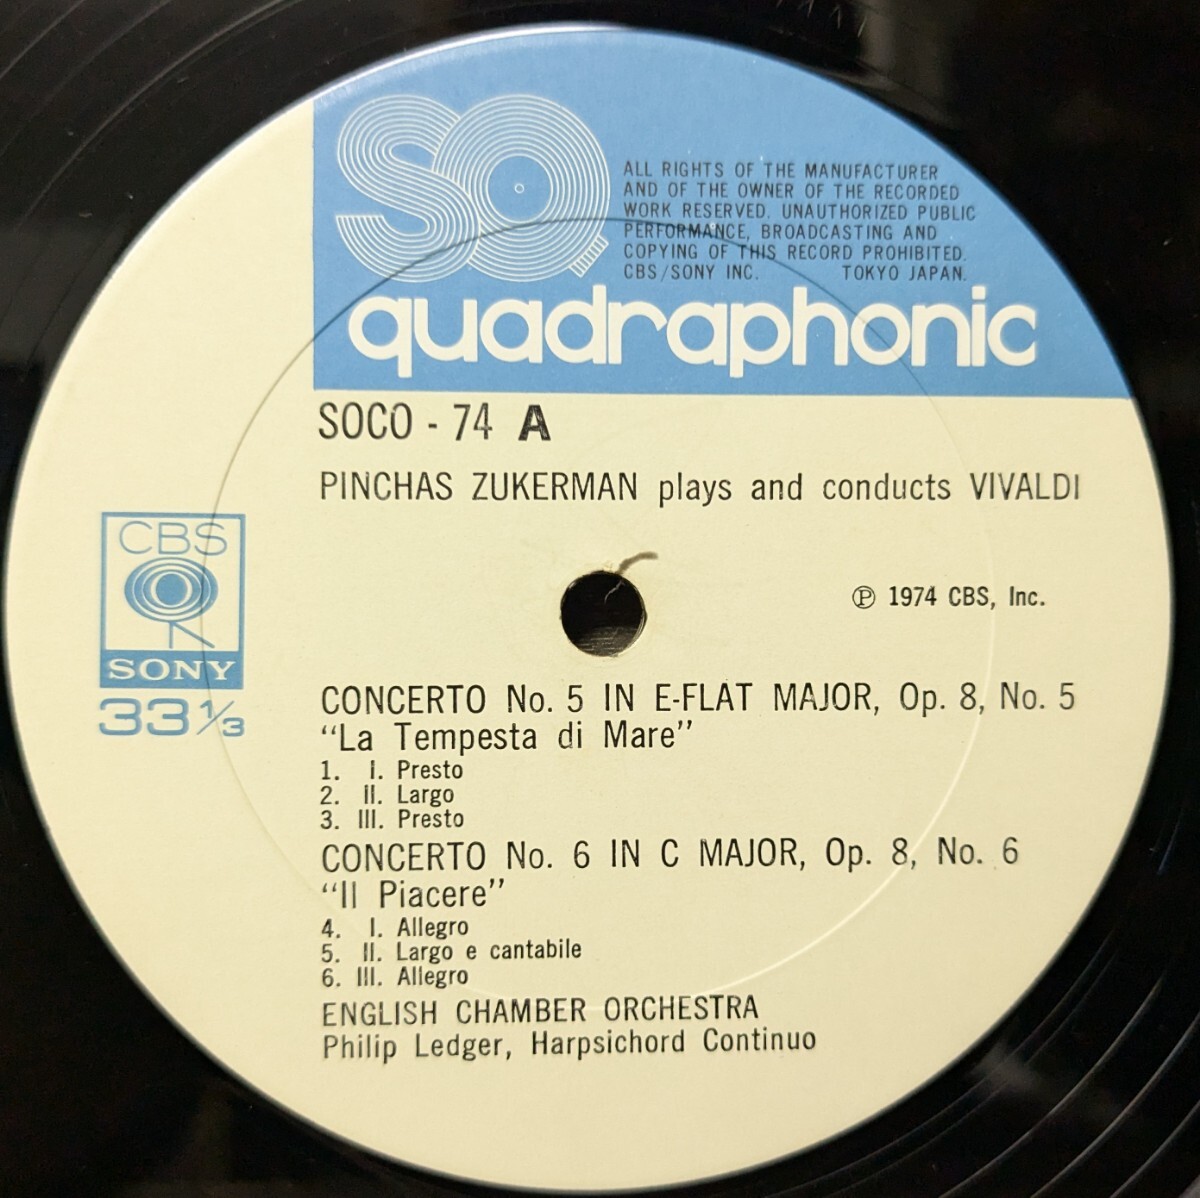 SQ
ALL RIGHTS OF THE MANUFACTURER
AND OF THE OWNER OF THE RECORDED
WORK RESERVED. UNAUTHORIZED PUBLIC
PERFORMANCE, BROADCASTING AND
COPYING OF THIS RECORD PROHIBITED.
CBS/SONY INC. TOKYO JAPAN.
quadraphonic
SOCO - 74 A
PINCHAS ZUKERMAN plays and conducts VIVALDI
CBS
SONY
33 1/3
Ⓟ 1974 CBS, Inc.
CONCERTO No. 5 IN E-FLAT MAJOR, Op. 8, No. 5
“La Tempesta di Mare”
1. I. Presto
2. II. Largo
3. III. Presto
CONCERTO No. 6 IN C MAJOR, Op. 8, No. 6
“Il Piacere”
4. I. Allegro
5. II. Largo e cantabile
6. III. Allegro
ENGLISH CHAMBER ORCHESTRA
Philip Ledger, Harpsichord Continuo